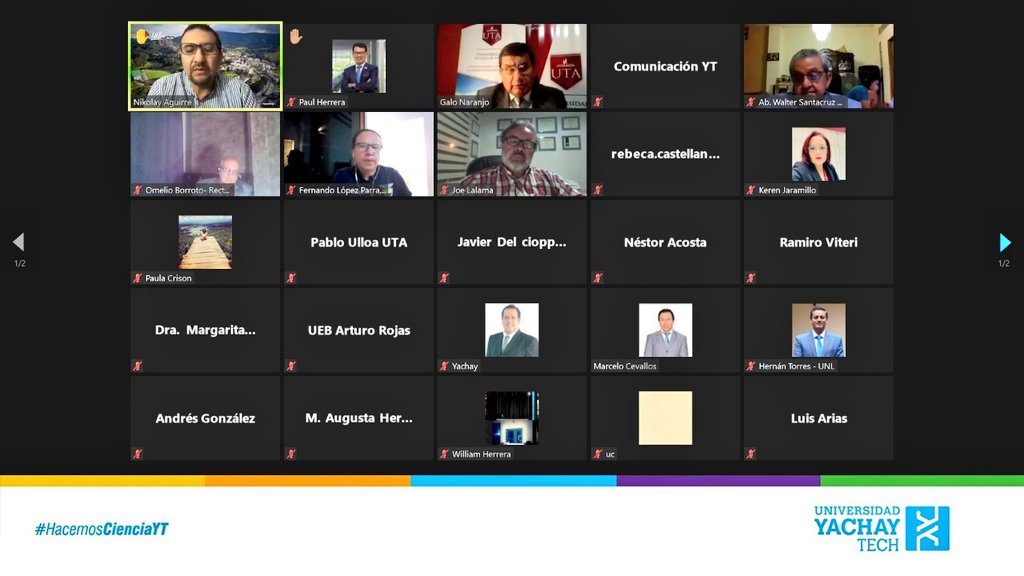 Nikolay Aguirre
Paul Herrera
UTA
UTA
Galo Naranjo
Comunicación YT
Ab. Walter Santacruz ...
Omelio Borroto- Rect...
Fernando López Parra,...
Joe Lalama
rebeca.castellan...
Keren Jaramillo
1/2
Paula Crison
Pablo Ulloa UTA
Javier Del ciopp...
Néstor Acosta
Ramiro Viteri
1/2
Dra. Margarita...
UEB Arturo Rojas
Yachay
Marcelo Cevallos
Hernán Torres - UNL
Andrés González
M. Augusta Her...
William Herrera
uc
Luis Arias
#HacemosCienciaYT
UNIVERSIDAD
YACHAY
TECH